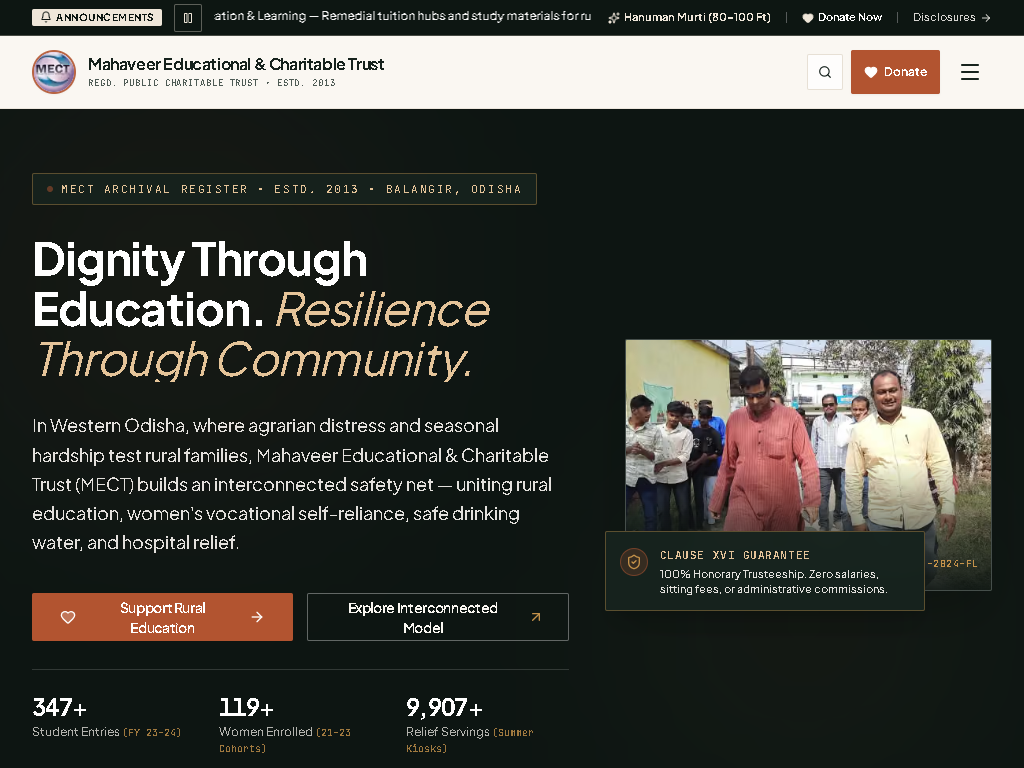 ANNOUNCEMENTS
ation & Learning — Remedial tuition hubs and study materials for ru
Hanuman Murti (80–100 Ft)
Donate Now
Disclosures →
MECT
Mahaveer Educational & Charitable Trust
REGD. PUBLIC CHARITABLE TRUST • ESTD. 2013
Donate
MECT ARCHIVAL REGISTER • ESTD. 2013 • BALANGIR, ODISHA
Dignity Through
Education. Resilience
Through Community.
In Western Odisha, where agrarian distress and seasonal
hardship test rural families, Mahaveer Educational & Charitable
Trust (MECT) builds an interconnected safety net — uniting rural
education, women's vocational self-reliance, safe drinking
water, and hospital relief.
Support Rural
Education
Explore Interconnected
Model
-2024-FL
CLAUSE XVI GUARANTEE
100% Honorary Trusteeship. Zero salaries,
sitting fees, or administrative commissions.
347+
Student Entries (FY 23-24)
119+
Women Enrolled (21-23
Cohorts)
9,907+
Relief Servings (Summer
Kiosks)